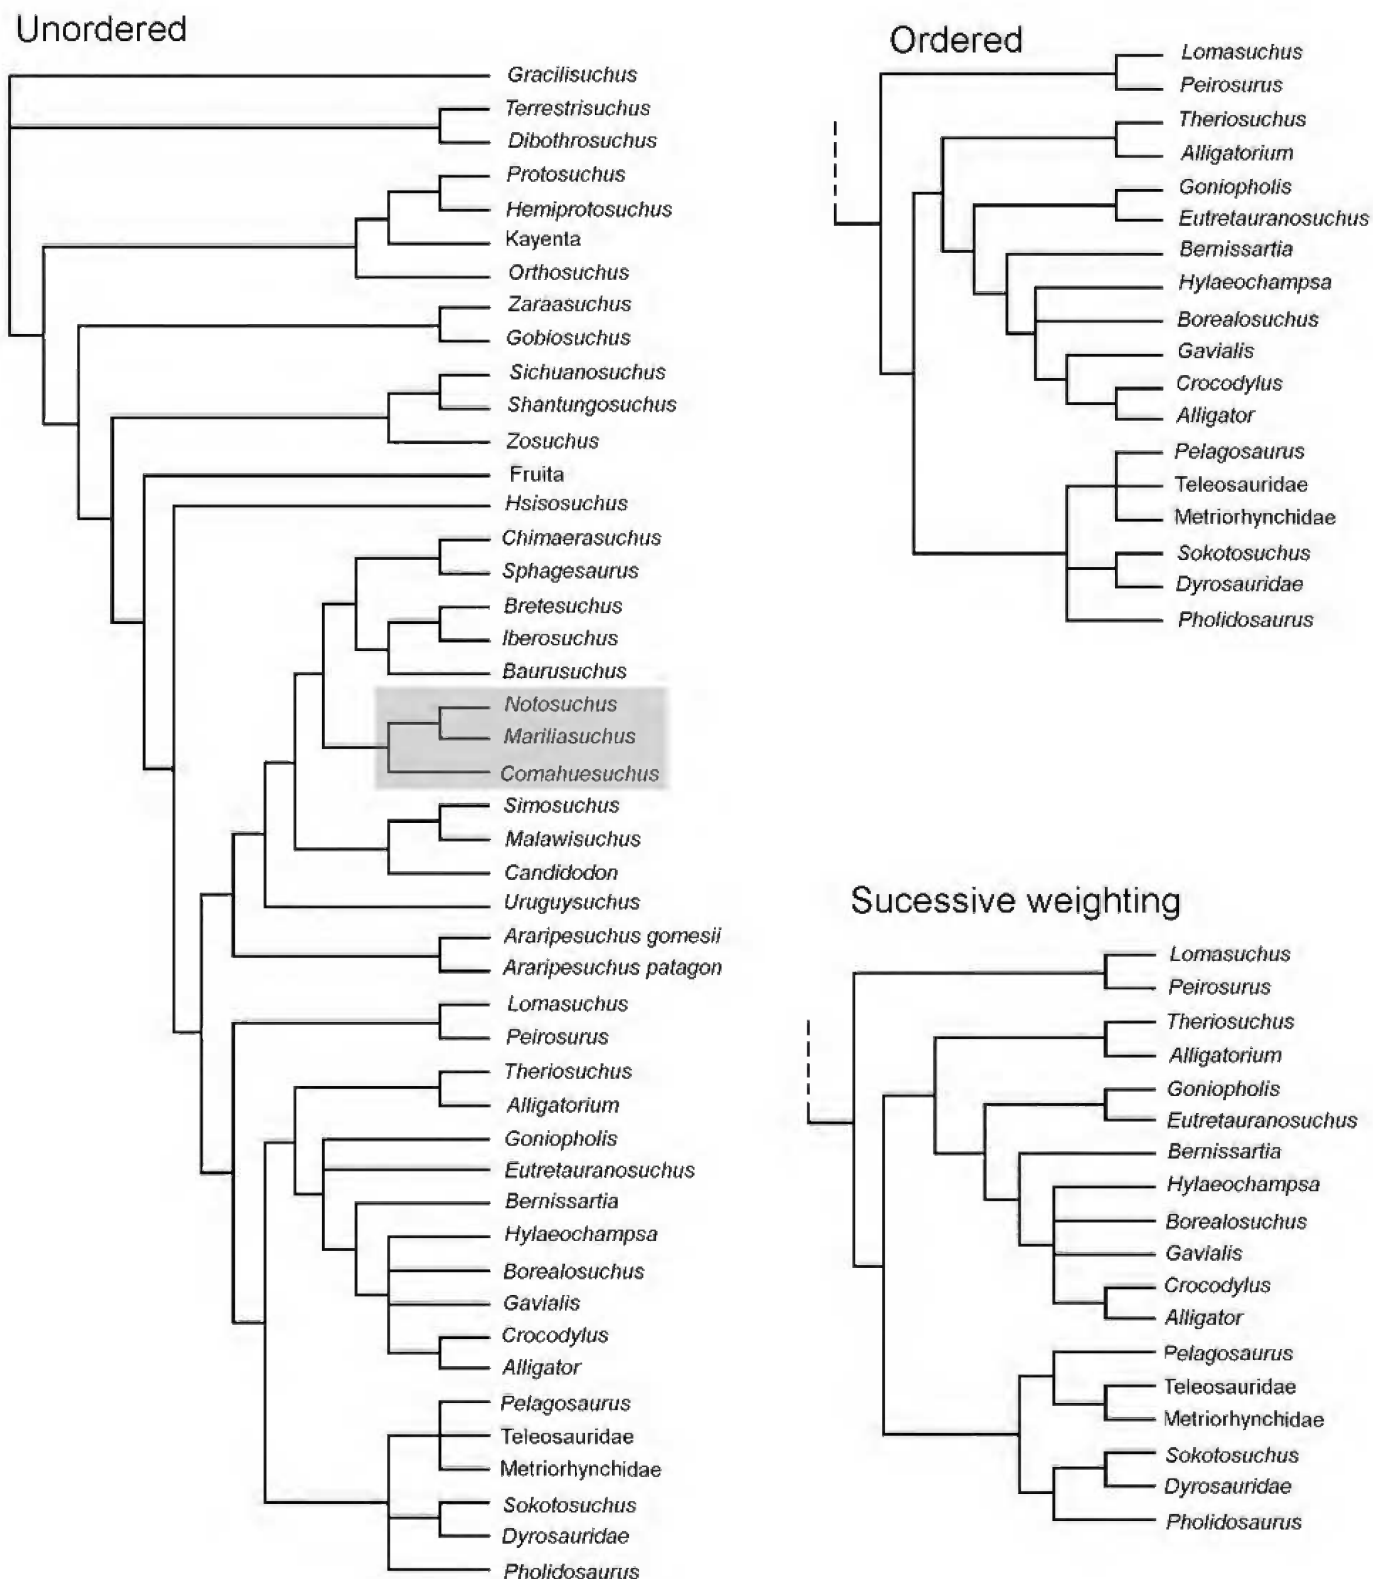 Unordered
Gracilisuchus
Terrestrisuchus
Dibothrosuchus
Protosuchus
Hemiprotosuchus
Kayenta
Orthosuchus
Zaraasuchus
Gobiosuchus
Sichuanosuchus
Shantungosuchus
Zosuchus
Fruita
Hsisosuchus
Chimaerasuchus
Sphagesaurus
Bretesuchus
Iberosuchus
Baurusuchus
Notosuchus
Mariliasuchus
Comahuesuchus
Simosuchus
Malawisuchus
Candidodon
Uruguysuchus
Araripesuchus gomesii
Araripesuchus patagon
Lomasuchus
Peirosurus
Theriosuchus
Alligatorium
Goniopholis
Eutretauranosuchus
Bernissartia
Hylaeochampsa
Borealosuchus
Gavialis
Crocodylus
Alligator
Pelagosaurus
Teleosauridae
Metriorhynchidae
Sokotosuchus
Dyrosauridae
Pholidosaurus
Ordered
Lomasuchus
Peirosurus
Theriosuchus
Alligatorium
Goniopholis
Eutretauranosuchus
Bernissartia
Hylaeochampsa
Borealosuchus
Gavialis
Crocodylus
Alligator
Pelagosaurus
Teleosauridae
Metriorhynchidae
Sokotosuchus
Dyrosauridae
Pholidosaurus
Sucessive weighting
Lomasuchus
Peirosurus
Theriosuchus
Alligatorium
Goniopholis
Eutretauranosuchus
Bernissartia
Hylaeochampsa
Borealosuchus
Gavialis
Crocodylus
Alligator
Pelagosaurus
Teleosauridae
Metriorhynchidae
Sokotosuchus
Dyrosauridae
Pholidosaurus